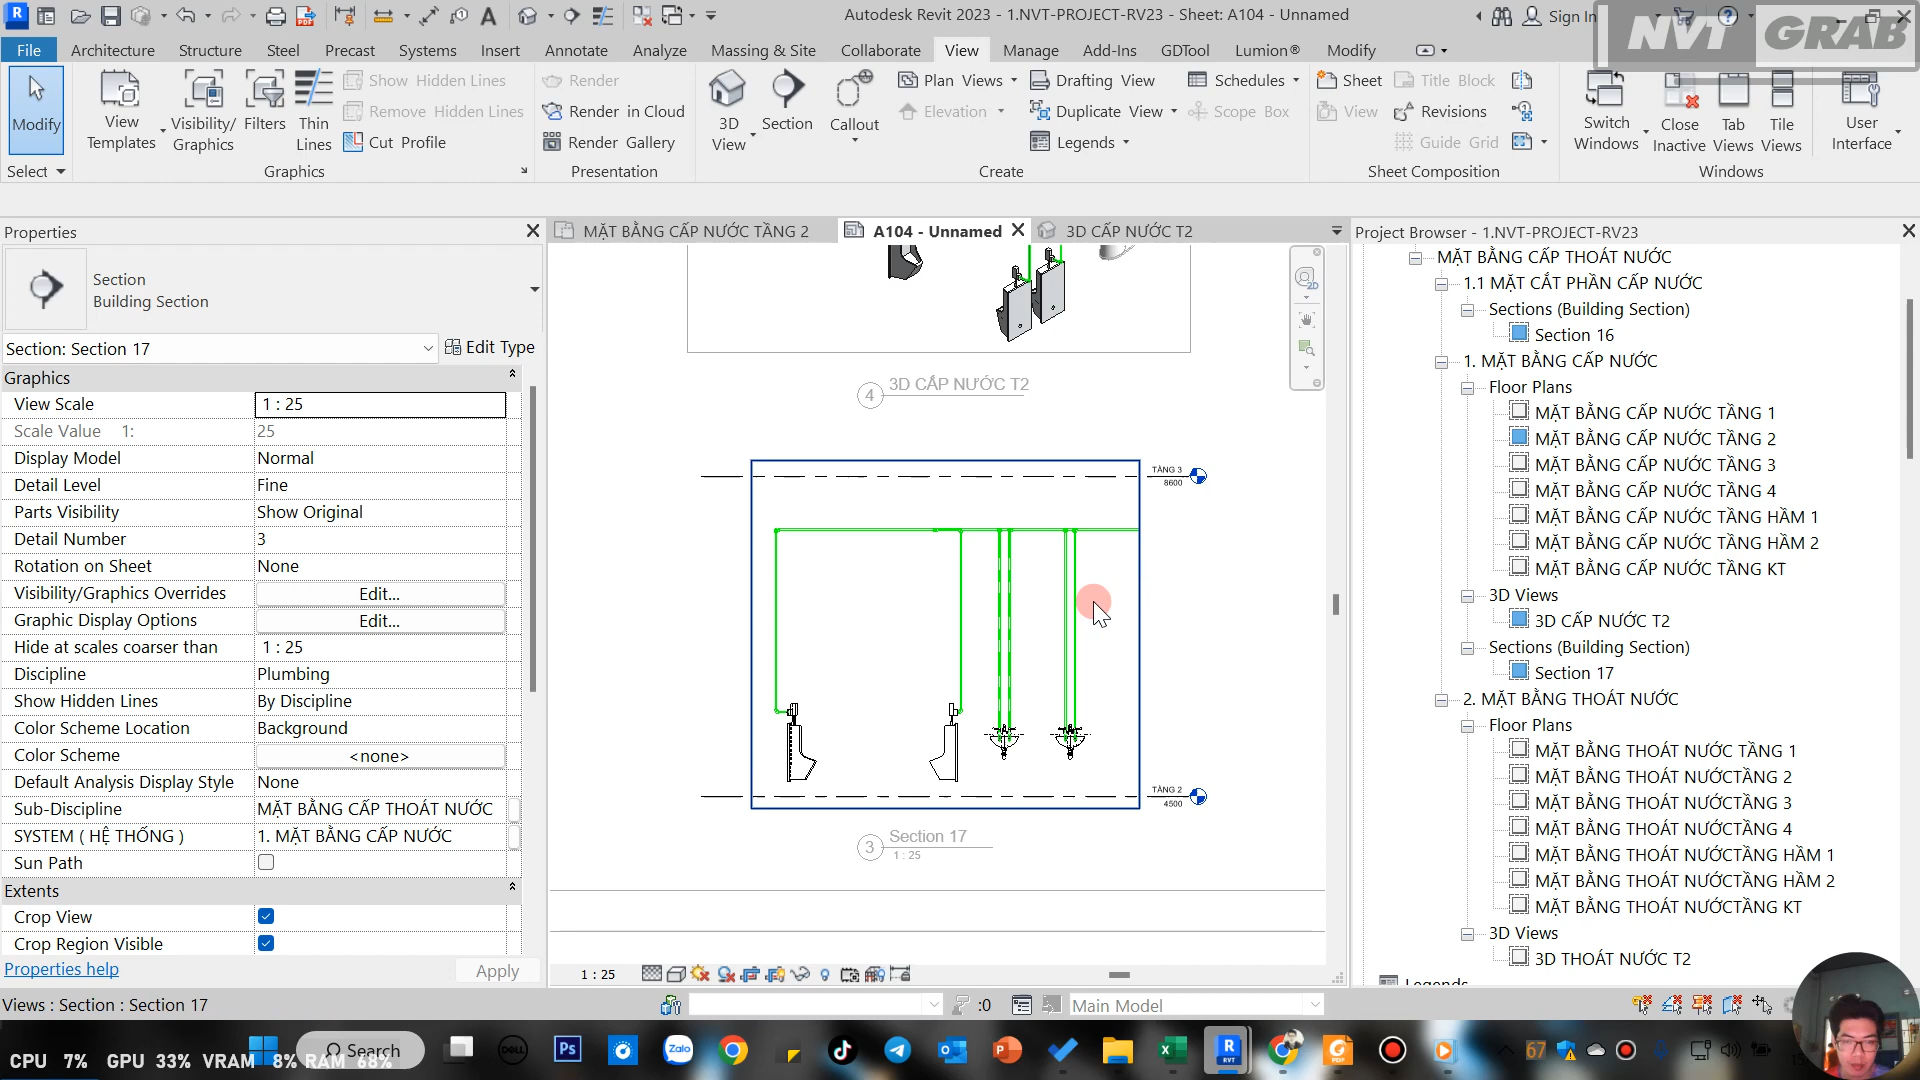 Autodesk Revit 2023 - 1.NVT-PROJECT-RV23 - Sheet: A104 - Unnamed
Sign In
NVT GRAB
File Architecture Structure Steel Precast Systems Insert Annotate Analyze Massing & Site Collaborate View Manage Add-Ins GDTool Lumion® Modify
Modify
View Templates
Visibility/ Graphics
Filters
Thin Lines
Show Hidden Lines
Remove Hidden Lines
Cut Profile
Render
Render in Cloud
Render Gallery
3D View
Section
Callout
Plan Views
Elevation
Drafting View
Duplicate View
Legends
Schedules
Scope Box
Sheet
View
Title Block
Revisions
Guide Grid
Switch Windows
Close Inactive
Tab Views
Tile Views
User Interface
Select
Graphics
Presentation
Create
Sheet Composition
Windows
Properties
Section
Building Section
Section: Section 17
Edit Type
Graphics
View Scale 1 : 25
Scale Value 1: 25
Display Model Normal
Detail Level Fine
Parts Visibility Show Original
Detail Number 3
Rotation on Sheet None
Visibility/Graphics Overrides Edit...
Graphic Display Options Edit...
Hide at scales coarser than 1 : 25
Discipline Plumbing
Show Hidden Lines By Discipline
Color Scheme Location Background
Color Scheme <none>
Default Analysis Display Style None
Sub-Discipline MẶT BẰNG CẤP THOÁT NƯỚC
SYSTEM ( HỆ THỐNG ) 1. MẶT BẰNG CẤP NƯỚC
Sun Path
Extents
Crop View
Crop Region Visible
Properties help
Apply
MẶT BẰNG CẤP NƯỚC TẦNG 2
A104 - Unnamed
3D CẤP NƯỚC T2
2D
4 3D CẤP NƯỚC T2
TẦNG 3
8600
TẦNG 2
4500
3 Section 17
1 : 25
1 : 25
Project Browser - 1.NVT-PROJECT-RV23
MẶT BẰNG CẤP THOÁT NƯỚC
1.1 MẶT CẮT PHẦN CẤP NƯỚC
Sections (Building Section)
Section 16
1. MẶT BẰNG CẤP NƯỚC
Floor Plans
MẶT BẰNG CẤP NƯỚC TẦNG 1
MẶT BẰNG CẤP NƯỚC TẦNG 2
MẶT BẰNG CẤP NƯỚC TẦNG 3
MẶT BẰNG CẤP NƯỚC TẦNG 4
MẶT BẰNG CẤP NƯỚC TẦNG HẦM 1
MẶT BẰNG CẤP NƯỚC TẦNG HẦM 2
MẶT BẰNG CẤP NƯỚC TẦNG KT
3D Views
3D CẤP NƯỚC T2
Sections (Building Section)
Section 17
2. MẶT BẰNG THOÁT NƯỚC
Floor Plans
MẶT BẰNG THOÁT NƯỚC TẦNG 1
MẶT BẰNG THOÁT NƯỚCTẦNG 2
MẶT BẰNG THOÁT NƯỚCTẦNG 3
MẶT BẰNG THOÁT NƯỚCTẦNG 4
MẶT BẰNG THOÁT NƯỚCTẦNG HẦM 1
MẶT BẰNG THOÁT NƯỚCTẦNG HẦM 2
MẶT BẰNG THOÁT NƯỚCTẦNG KT
3D Views
3D THOÁT NƯỚC T2
Legends
Views : Section : Section 17
:0
Main Model
CPU 7% GPU 33% VRAM 8% RAM 68%
Search
DELL
Ps
Zalo
R
RVT
67